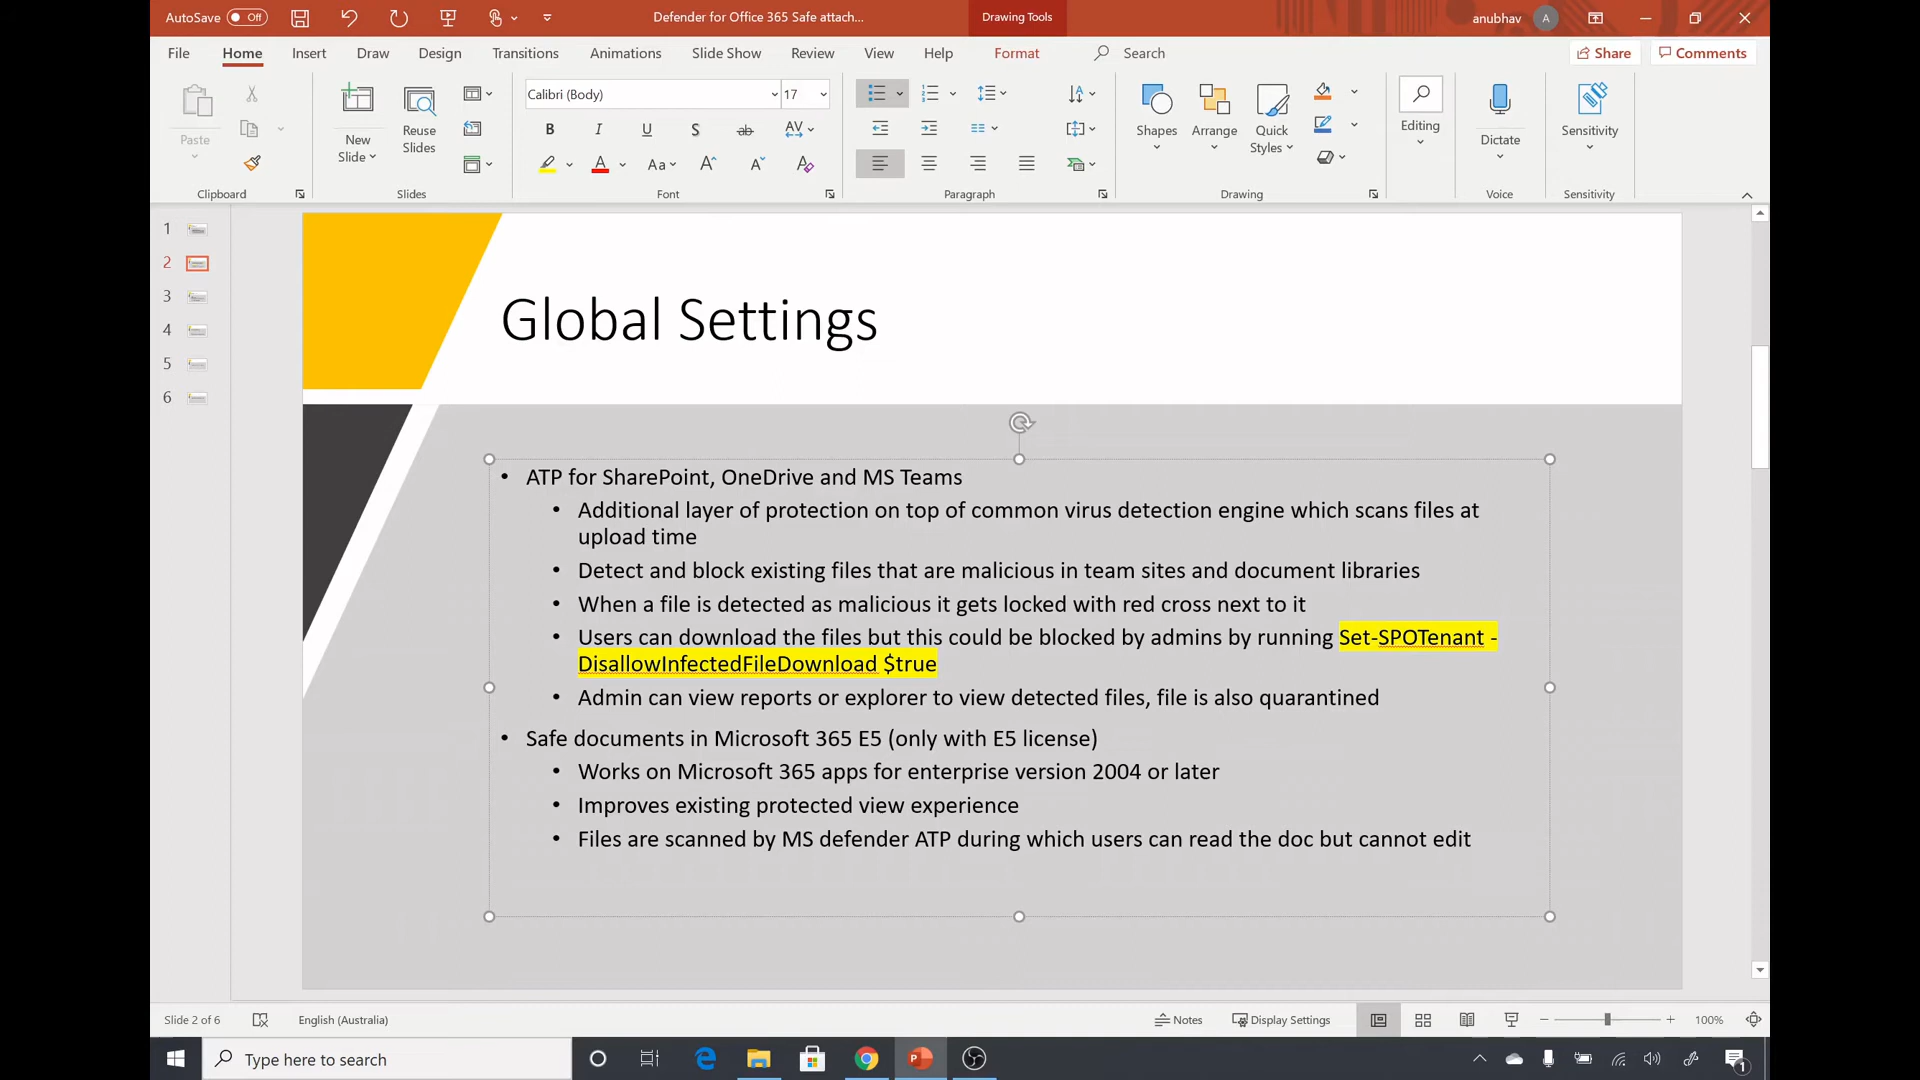 AutoSave Off
Defender for Office 365 Safe attach...
Drawing Tools
anubhav A
File Home Insert Draw Design Transitions Animations Slide Show Review View Help Format Search Share Comments
Calibri (Body) 17
Paste
New Slide
Reuse Slides
B I U S ab AV
A Aa A A A
Shapes
Arrange
Quick Styles
Editing
Dictate
Sensitivity
Clipboard Slides Font Paragraph Drawing Voice Sensitivity
1
2
3
4
5
6
Global Settings
• ATP for SharePoint, OneDrive and MS Teams
• Additional layer of protection on top of common virus detection engine which scans files at
upload time
• Detect and block existing files that are malicious in team sites and document libraries
• When a file is detected as malicious it gets locked with red cross next to it
• Users can download the files but this could be blocked by admins by running Set-SPOTenant -
DisallowInfectedFileDownload $true
• Admin can view reports or explorer to view detected files, file is also quarantined
• Safe documents in Microsoft 365 E5 (only with E5 license)
• Works on Microsoft 365 apps for enterprise version 2004 or later
• Improves existing protected view experience
• Files are scanned by MS defender ATP during which users can read the doc but cannot edit
Slide 2 of 6 English (Australia) Notes Display Settings 100%
Type here to search
1